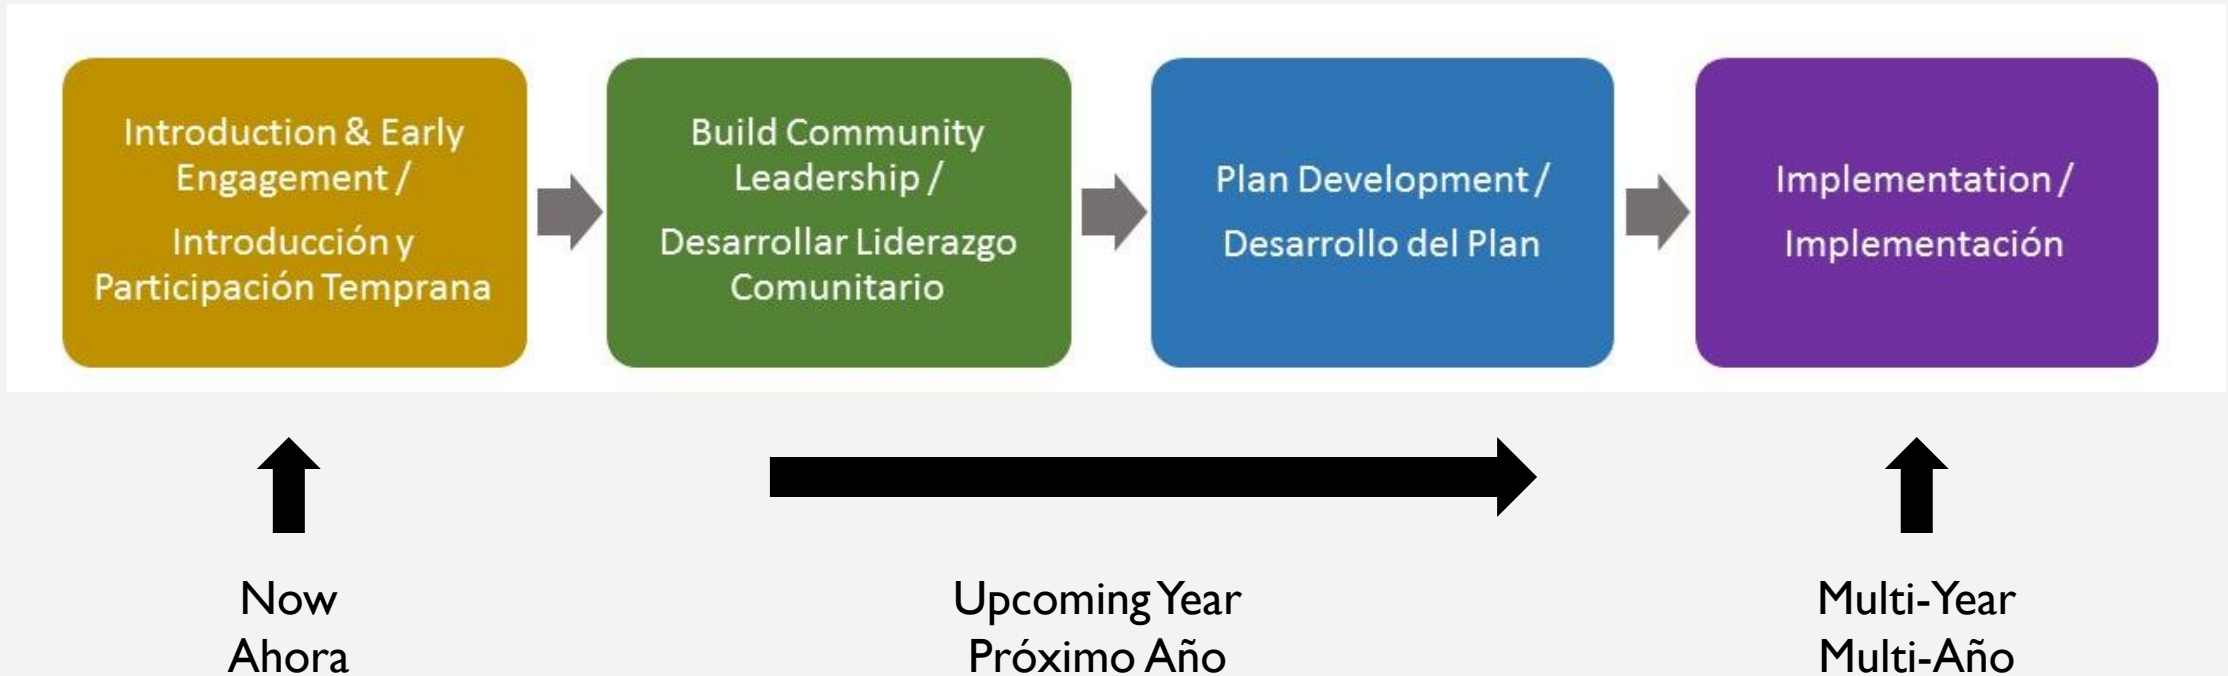 Introduction & Early
Engagement /
Introducción y
Participación Temprana
Build Community
Leadership /
Desarrollar Liderazgo
Comunitario
Plan Development /
Desarrollo del Plan
Implementation /
Implementación
Now
Ahora
Upcoming Year
Próximo Año
Multi-Year
Multi-Año